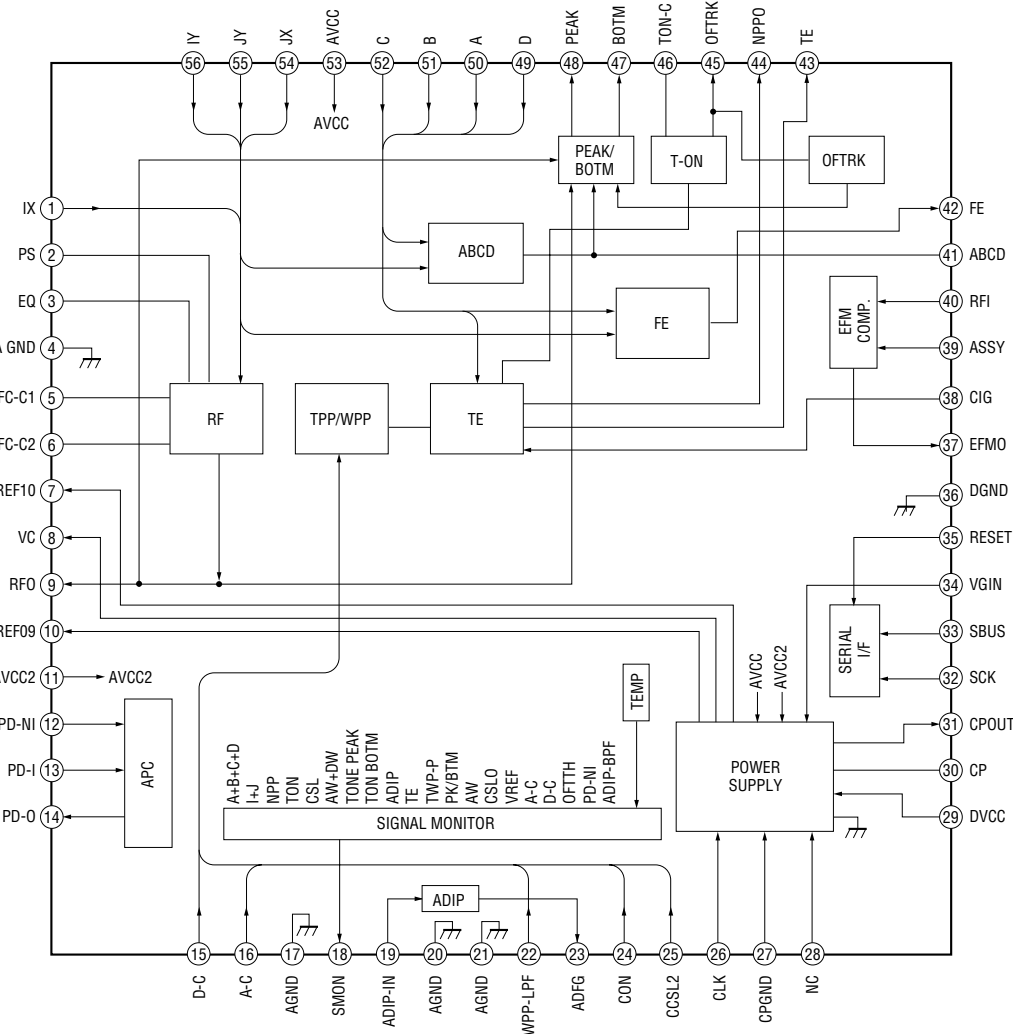 IY
JY
JX
AVCC
C
B
A
D
PEAK
BOTM
TON-C
OFTRK
NPPO
TE
56
55
54
53
52
51
50
49
48
47
46
45
44
43
AVCC
PEAK/
BOTM
T-ON
OFTRK
IX 1
42 FE
PS 2
ABCD
41 ABCD
EQ 3
40 RFI
FE
EFM
COMP.
A GND 4
39 ASSY
FC-C1 5
38 CIG
RF
TPP/WPP
TE
FC-C2 6
37 EFMO
REF10 7
36 DGND
VC 8
35 RESET
RFO 9
34 VGIN
REF09 10
33 SBUS
SERIAL
I/F
AVCC2 11
AVCC2
32 SCK
TEMP
AVCC
AVCC2
PD-NI 12
31 CPOUT
PD-I 13
APC
POWER
SUPPLY
30 CP
PD-O 14
29 DVCC
A+B+C+D
I+J
NPP
TON
CSL
AW+DW
TONE PEAK
TON BOTM
ADIP
TE
TWP-P
PK/BTM
AW
CSLO
VREF
A-C
D-C
OFTTH
PD-NI
ADIP-BPF
SIGNAL MONITOR
ADIP
15
16
17
18
19
20
21
22
23
24
25
26
27
28
D-C
A-C
AGND
SMON
ADIP-IN
AGND
AGND
WPP-LPF
ADFG
CON
CCSL2
CLK
CPGND
NC